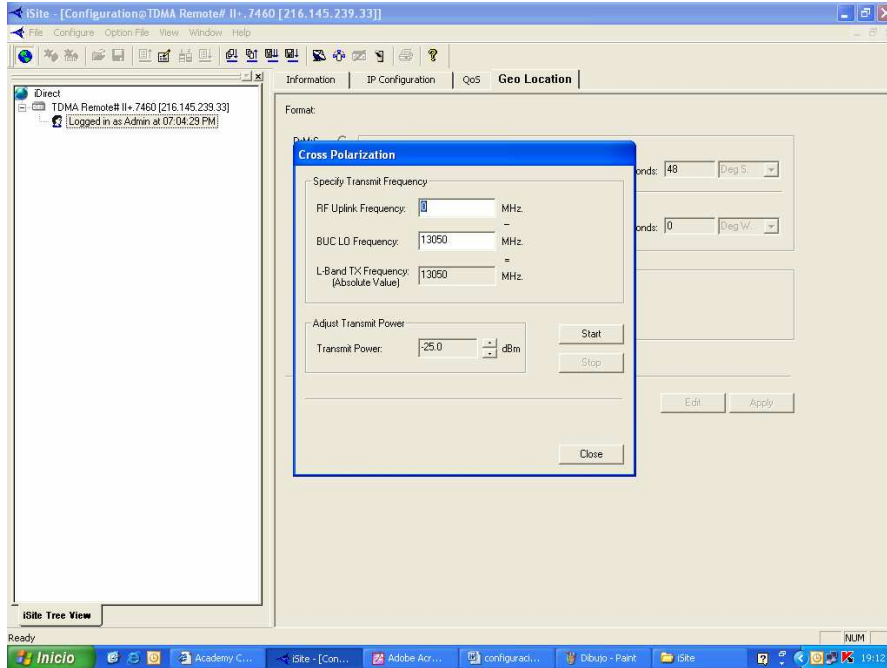 iSite - [Configuration@TDMA Remote# II+.7460 [216.145.239.33]]
File Configure Option File View Window Help
iDirect
TDMA Remote# II+.7460 [216.145.239.33]
Logged in as Admin at 07:04:29 PM
iSite Tree View
Information IP Configuration QoS Geo Location
Format:
onds: 48 Deg S.
onds: 0 Deg W.
Edit Apply
Cross Polarization
Specify Transmit Frequency
RF Uplink Frequency: 0 MHz.
–
BUC LO Frequency: 13050 MHz.
=
L-Band TX Frequency: 13050 MHz.
(Absolute Value)
Adjust Transmit Power
Transmit Power: -25.0 dBm
Start
Stop
Close
Ready NUM
Inicio Academy C... iSite - [Con... Adobe Acr... configuraci... Dibujo - Paint iSite 19:12